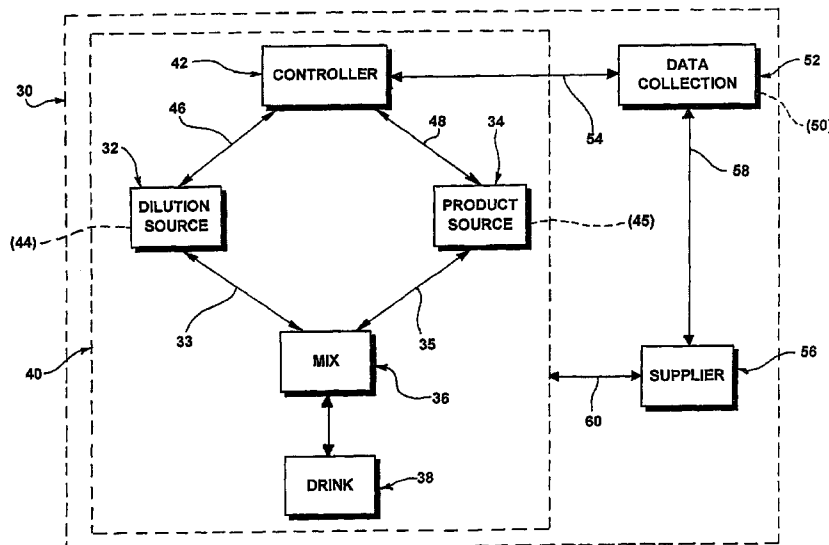 42
CONTROLLER
DATA
COLLECTION
52
30
(50)
46
48
34
54
58
32
DILUTION
SOURCE
PRODUCT
SOURCE
(44)
(45)
33
35
40
MIX
36
SUPPLIER
56
60
DRINK
38